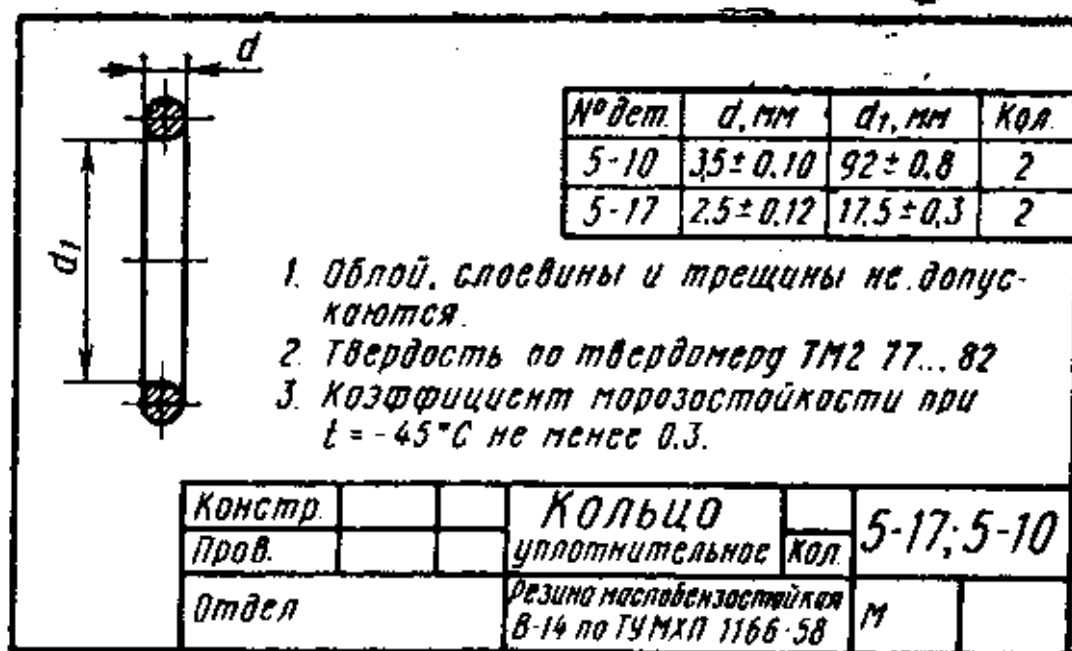 d
d1
№ дет. d, мм d1, мм Кол.
5-10 3,5±0,10 92±0,8 2
5-17 2,5±0,12 17,5±0,3 2
1. Облой, слоевины и трещины не допус-
каются.
2. Твердость по твердомеру ТМ2 77...82
3. Коэффициент морозостойкости при
t=-45°C не менее 0.3.
Констр. Кольцо
Пров. уплотнительное Кол. 5-17; 5-10
Отдел Резина маслобензостойкая М
В-14 по ТУ МХП 1166-58